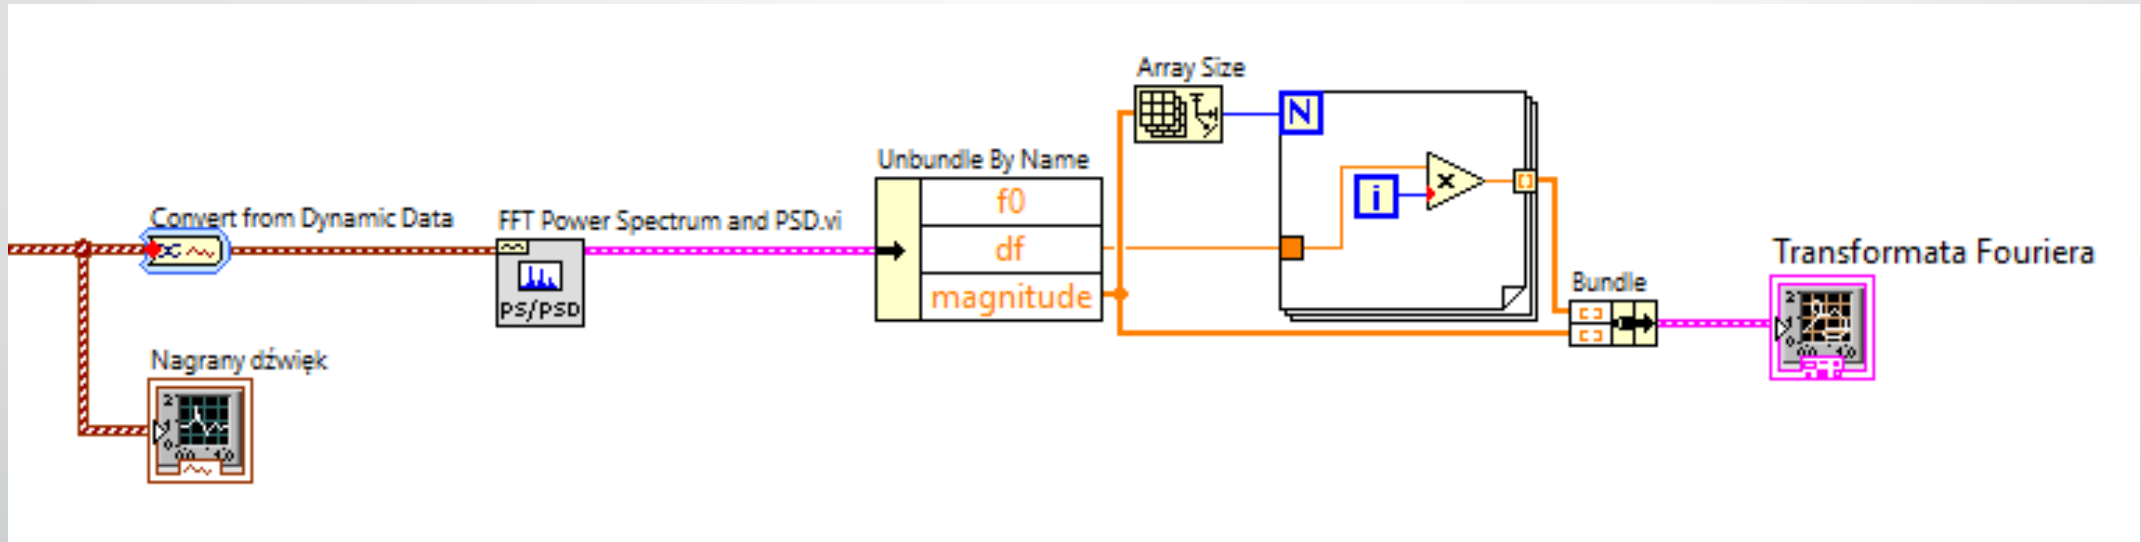 Array Size
N
Unbundle By Name
f0
i
x
Convert from Dynamic Data
FFT Power Spectrum and PSD.vi
df
PS/PSD
magnitude
Transformata Fouriera
Bundle
Nagrany dźwięk